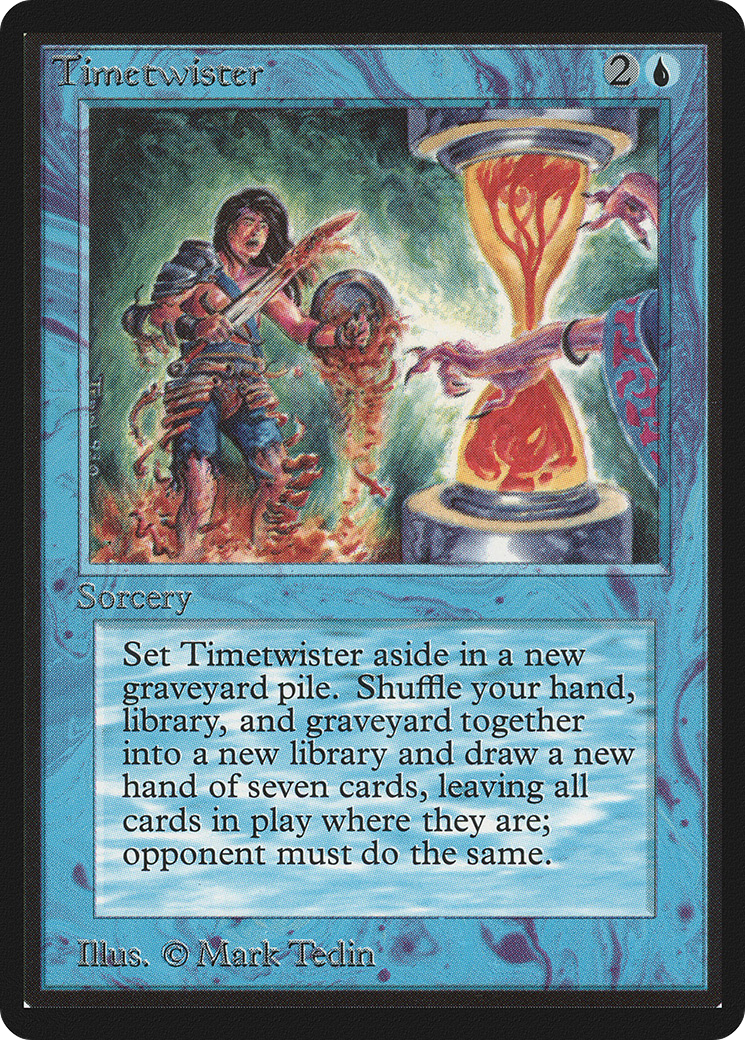 Timetwister 2
Sorcery
Set Timetwister aside in a new
graveyard pile. Shuffle your hand,
library, and graveyard together
into a new library and draw a new
hand of seven cards, leaving all
cards in play where they are;
opponent must do the same.
Illus. © Mark Tedin